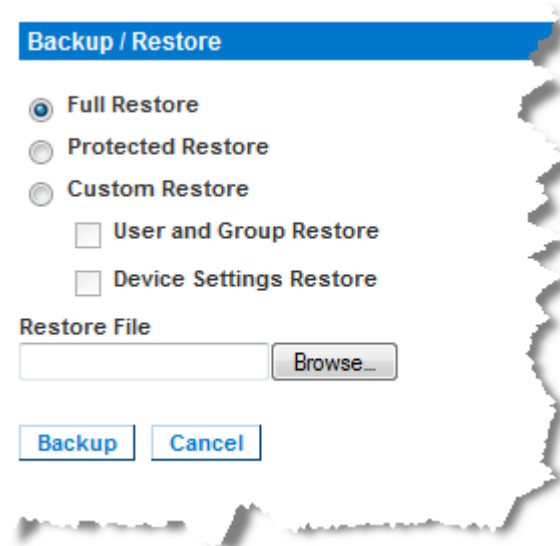 Backup / Restore
Full Restore
Protected Restore
Custom Restore
User and Group Restore
Device Settings Restore
Restore File
Browse...
Backup Cancel